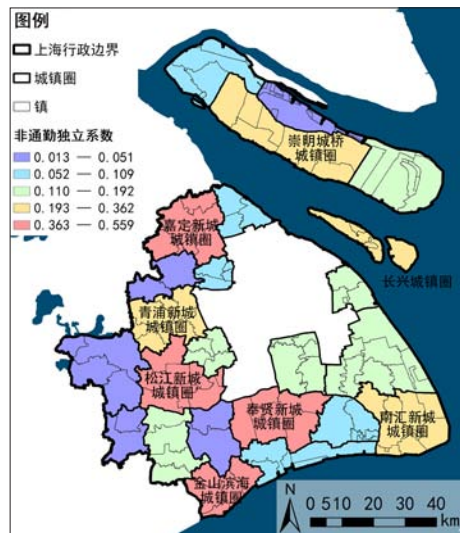 图例
上海行政边界
城镇圈
镇
非通勤独立系数
0.013 — 0.051
0.052 — 0.109
0.110 — 0.192
0.193 — 0.362
0.363 — 0.559
崇明城桥
城镇圈
长兴城镇圈
嘉定新城
城镇圈
青浦新城
城镇圈
松江新城
城镇圈
奉贤新城
城镇圈
南汇新城
城镇圈
金山滨海
城镇圈
N
0 5 10 20 30 40
km